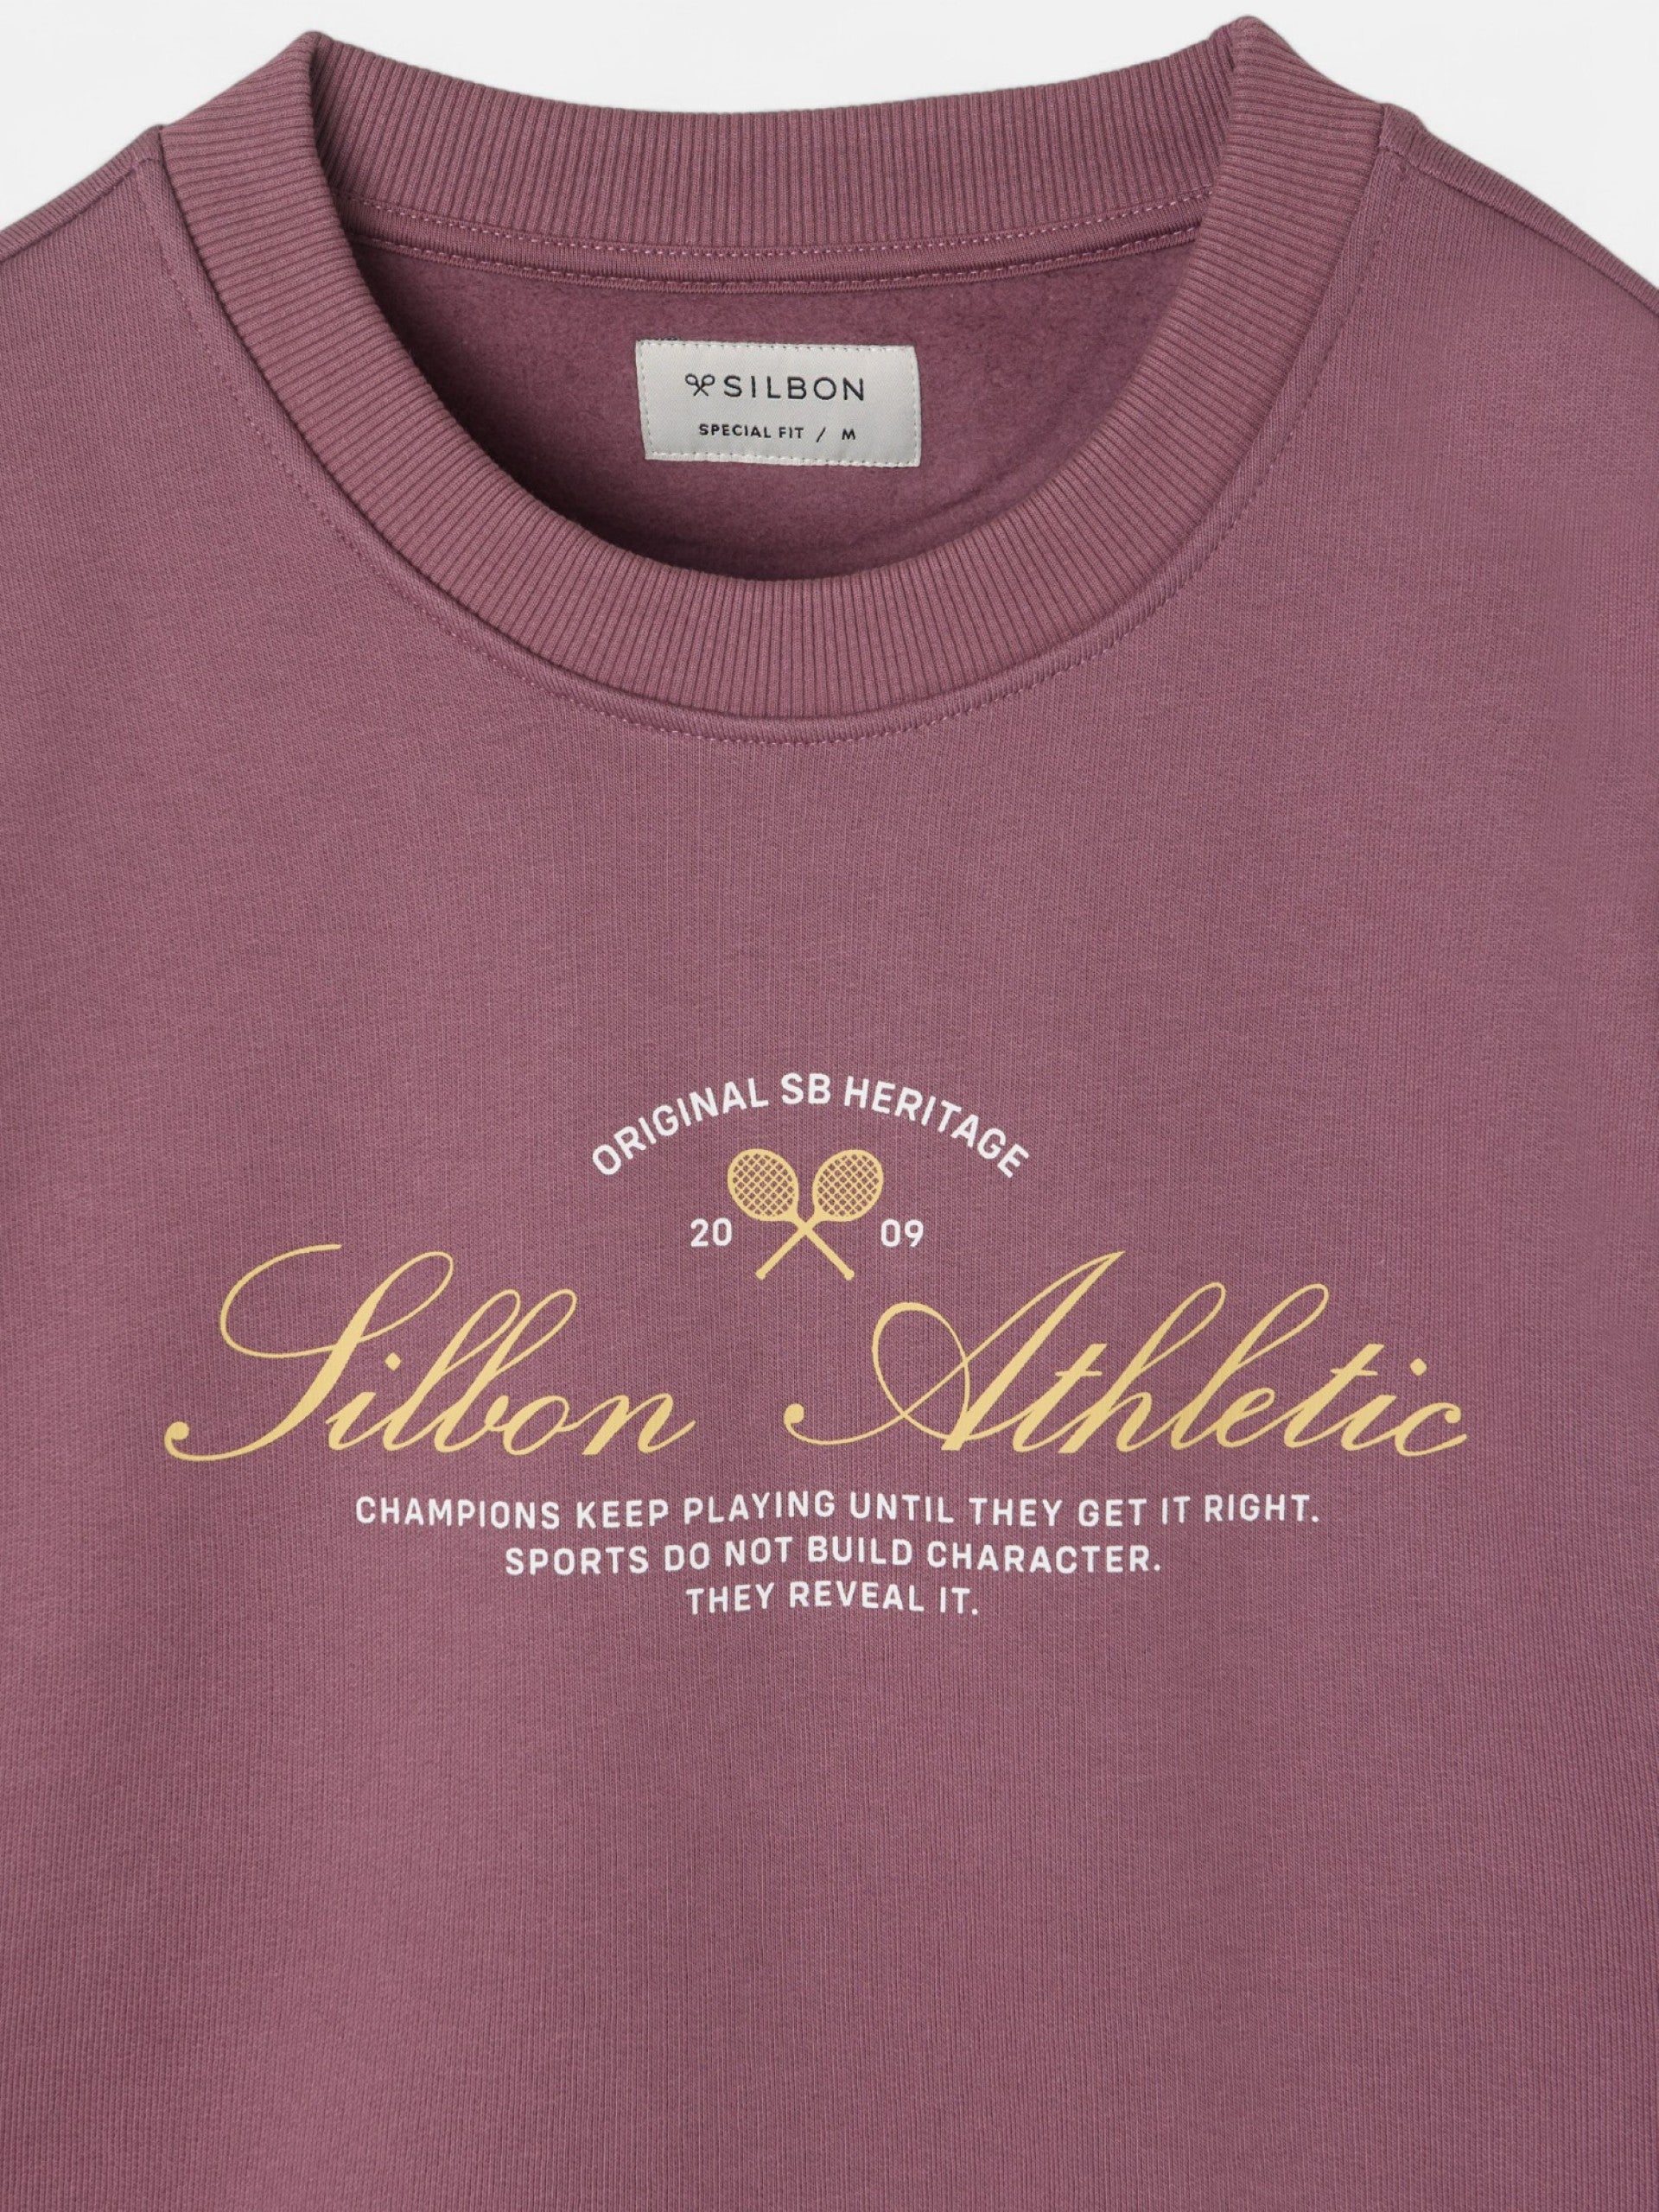 SILBON
SPECIAL FIT / M
ORIGINAL SB HERITAGE
20 09
Silbon Athletic
CHAMPIONS KEEP PLAYING UNTIL THEY GET IT RIGHT.
SPORTS DO NOT BUILD CHARACTER.
THEY REVEAL IT.